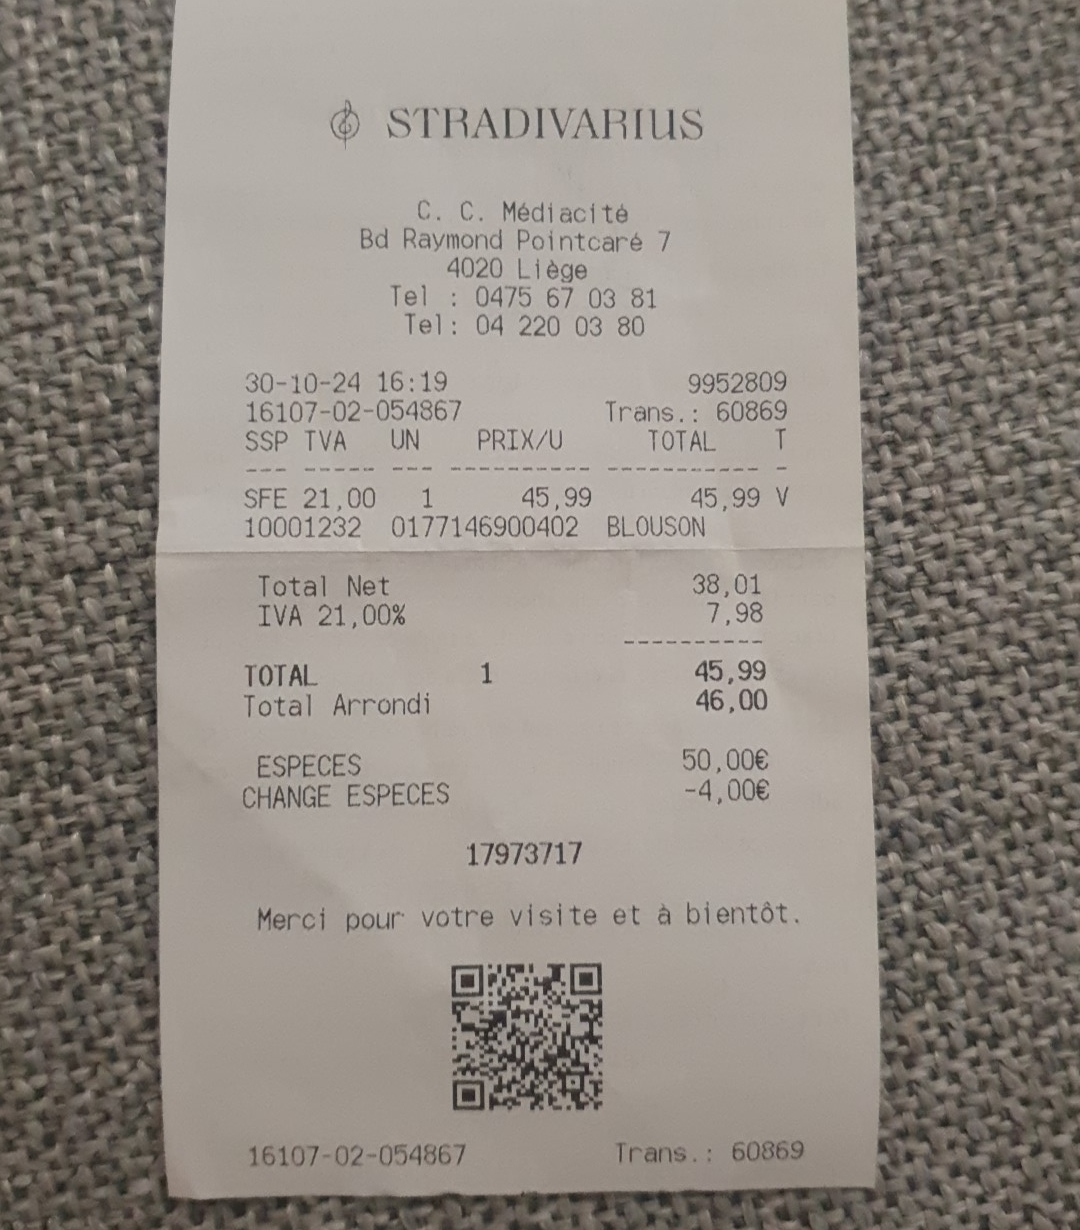 STRADIVARIUS
C. C. Médiacité
Bd Raymond Pointcaré 7
4020 Liège
Tel : 0475 67 03 81
Tel: 04 220 03 80
30-10-24 16:19 9952809
16107-02-054867 Trans.: 60869
SSP TVA UN PRIX/U TOTAL T
--- ----- --- ---------- ----------- -
SFE 21,00 1 45,99 45,99 V
10001232 0177146900402 BLOUSON
Total Net 38,01
IVA 21,00% 7,98
----------
TOTAL 1 45,99
Total Arrondi 46,00
ESPECES 50,00€
CHANGE ESPECES -4,00€
17973717
Merci pour votre visite et à bientôt.
16107-02-054867 Trans.: 60869